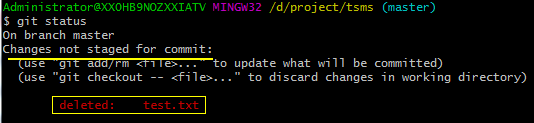 Administrator@XXOHB9NOZXXIATV MINGW32 /d/project/tsms (master)
$ git status
On branch master
Changes not staged for commit:
  (use "git add/rm <file>..." to update what will be committed)
  (use "git checkout -- <file>..." to discard changes in working directory)
        deleted:    test.txt